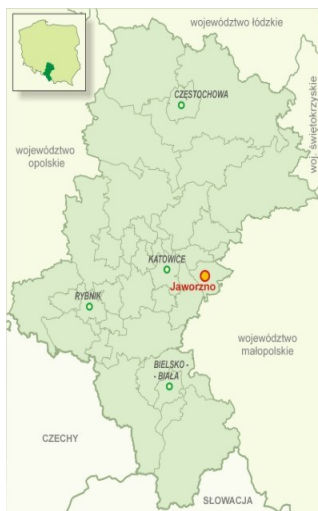 województwo łódzkie
CZĘSTOCHOWA
województwo
opolskie
woj. świętokrzyskie
KATOWICE
Jaworzno
RYBNIK
województwo
małopolskie
BIELSKO -
- BIAŁA
CZECHY
SŁOWACJA